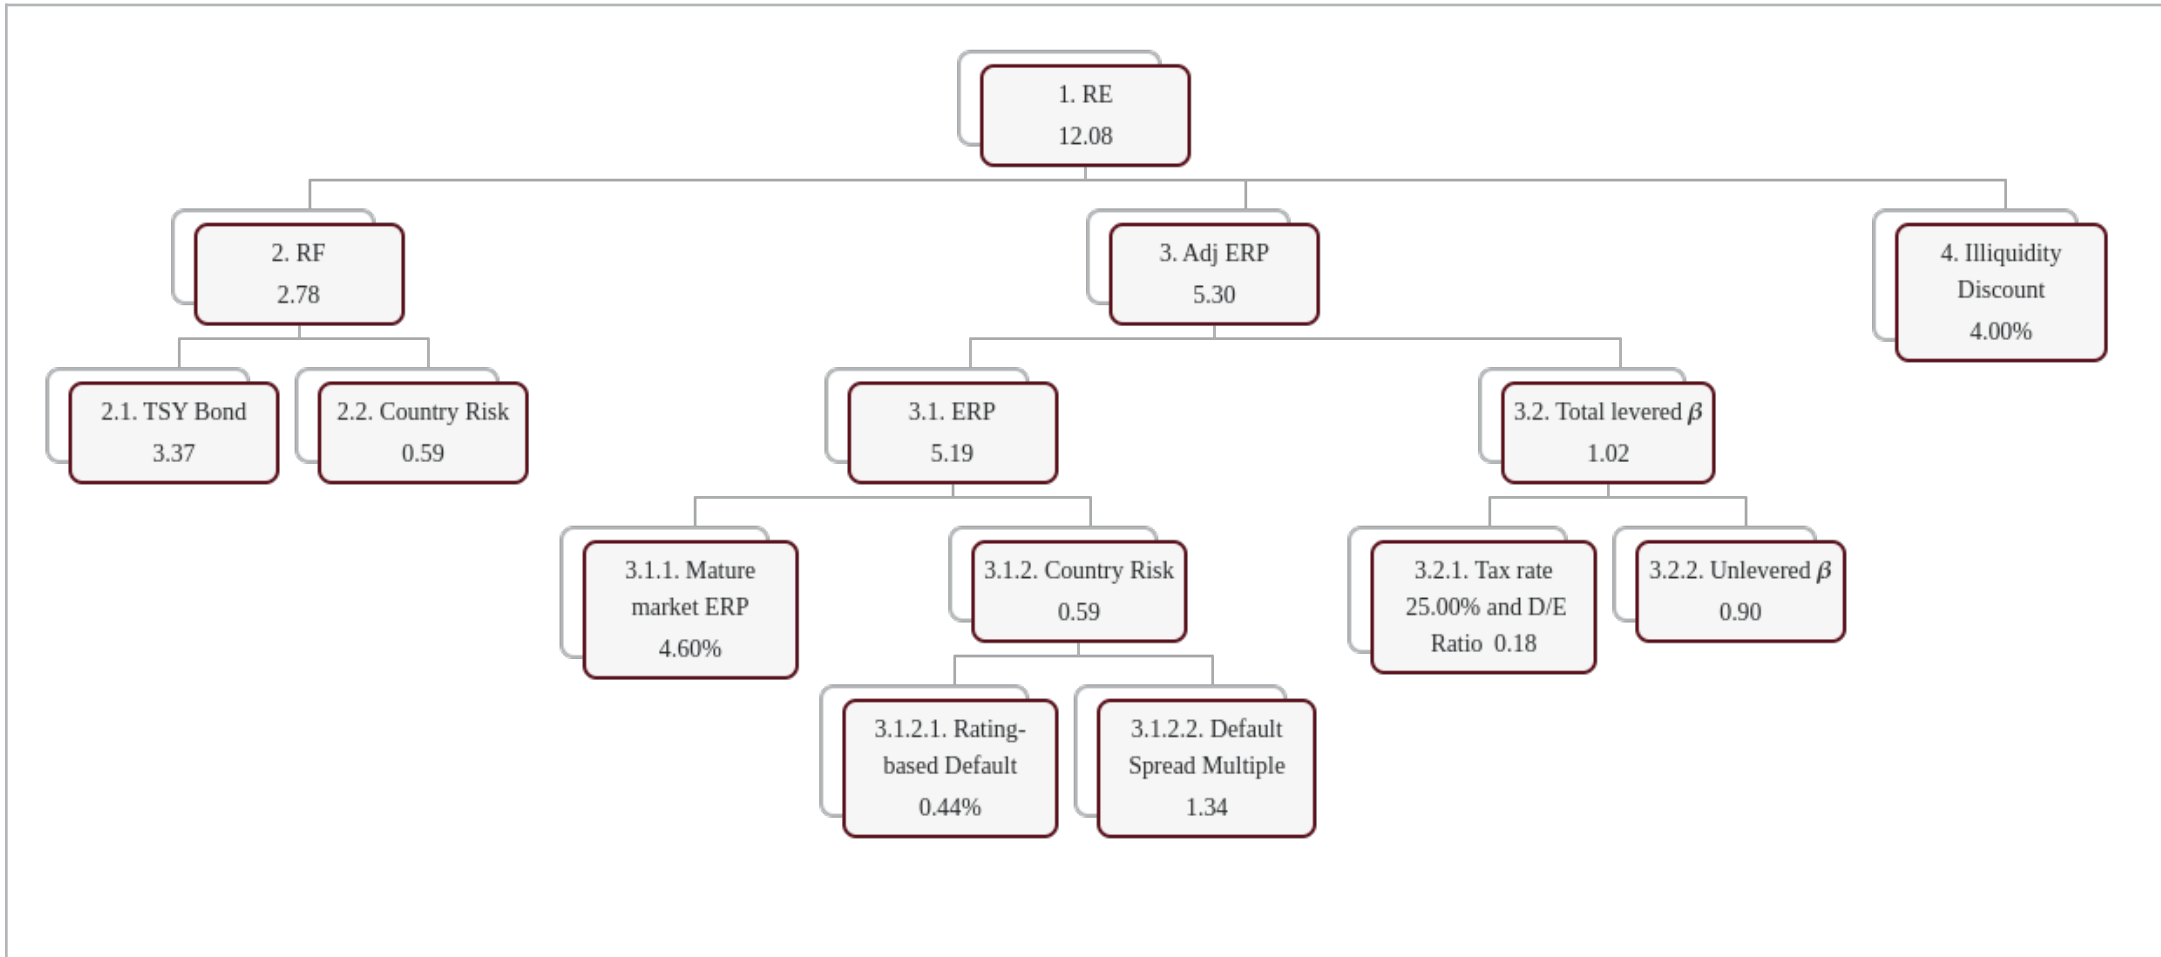 1. RE
12.08
2. RF
2.78
3. Adj ERP
5.30
4. Illiquidity
Discount
4.00%
2.1. TSY Bond
3.37
2.2. Country Risk
0.59
3.1. ERP
5.19
3.2. Total levered β
1.02
3.1.1. Mature
market ERP
4.60%
3.1.2. Country Risk
0.59
3.2.1. Tax rate
25.00% and D/E
Ratio 0.18
3.2.2. Unlevered β
0.90
3.1.2.1. Rating-
based Default
0.44%
3.1.2.2. Default
Spread Multiple
1.34